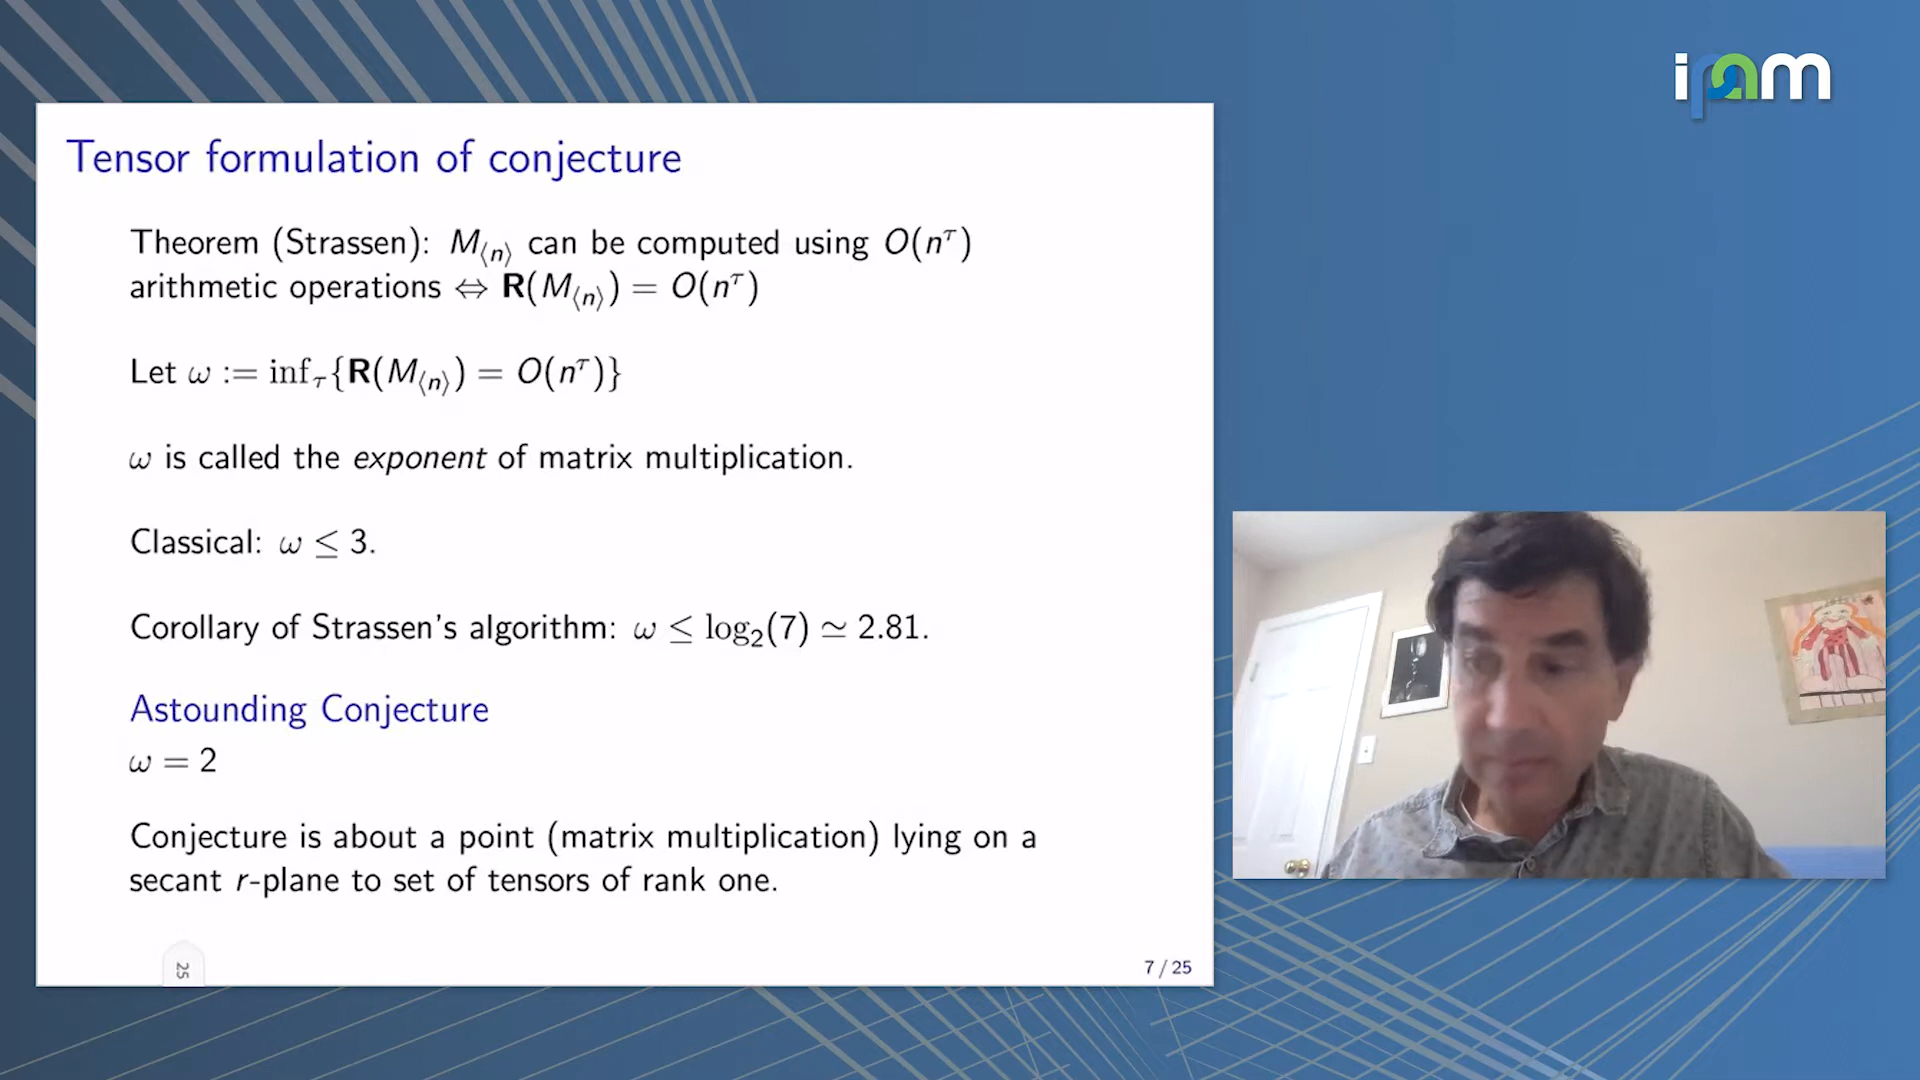 ipam
Tensor formulation of conjecture
Theorem (Strassen): M⟨n⟩ can be computed using O(n^τ)
arithmetic operations ⇔ R(M⟨n⟩) = O(n^τ)
Let ω := inf_τ{R(M⟨n⟩) = O(n^τ)}
ω is called the exponent of matrix multiplication.
Classical: ω ≤ 3.
Corollary of Strassen's algorithm: ω ≤ log₂(7) ≃ 2.81.
Astounding Conjecture
ω = 2
Conjecture is about a point (matrix multiplication) lying on a
secant r-plane to set of tensors of rank one.
25
7 / 25